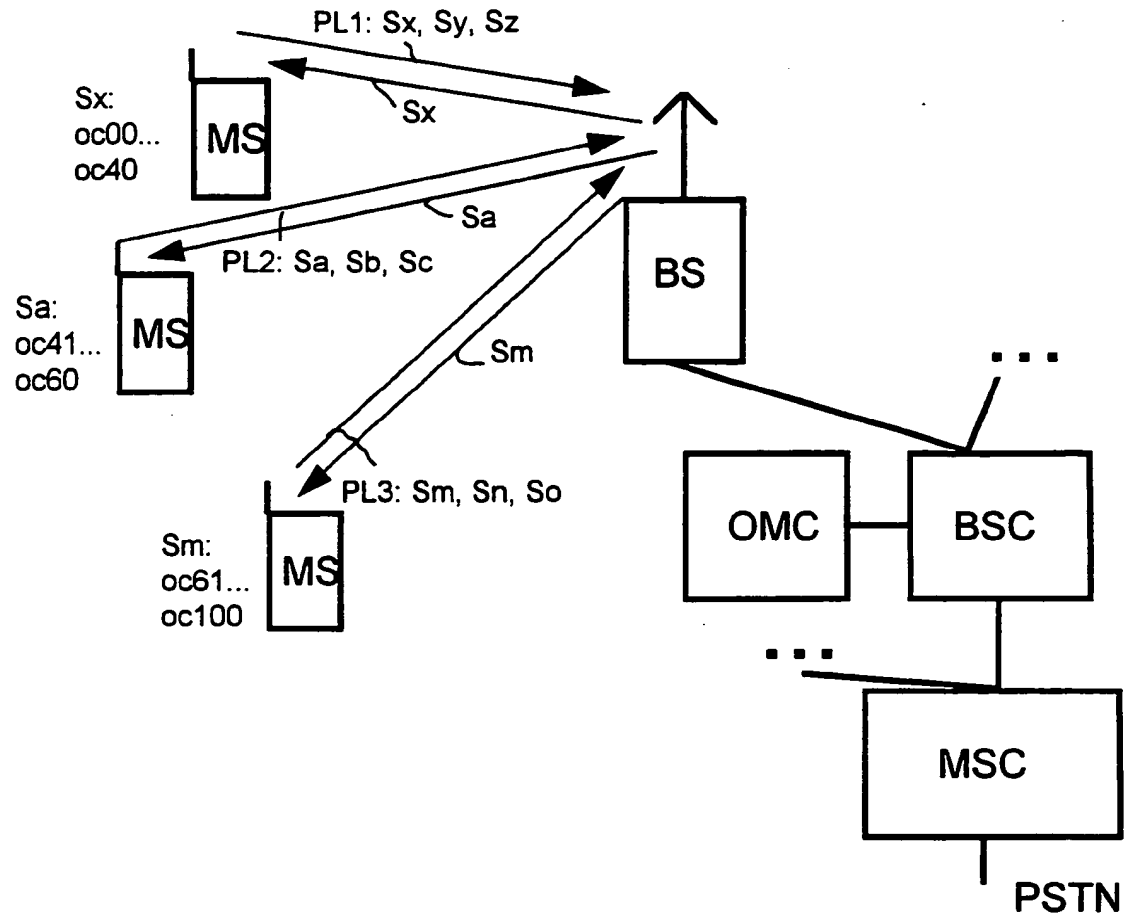 PL1: Sx, Sy, Sz
Sx
Sx:
oc00...
oc40
MS
Sa
PL2: Sa, Sb, Sc
Sa:
oc41...
oc60
MS
BS
Sm
...
PL3: Sm, Sn, So
Sm:
oc61...
oc100
MS
OMC
BSC
...
MSC
PSTN